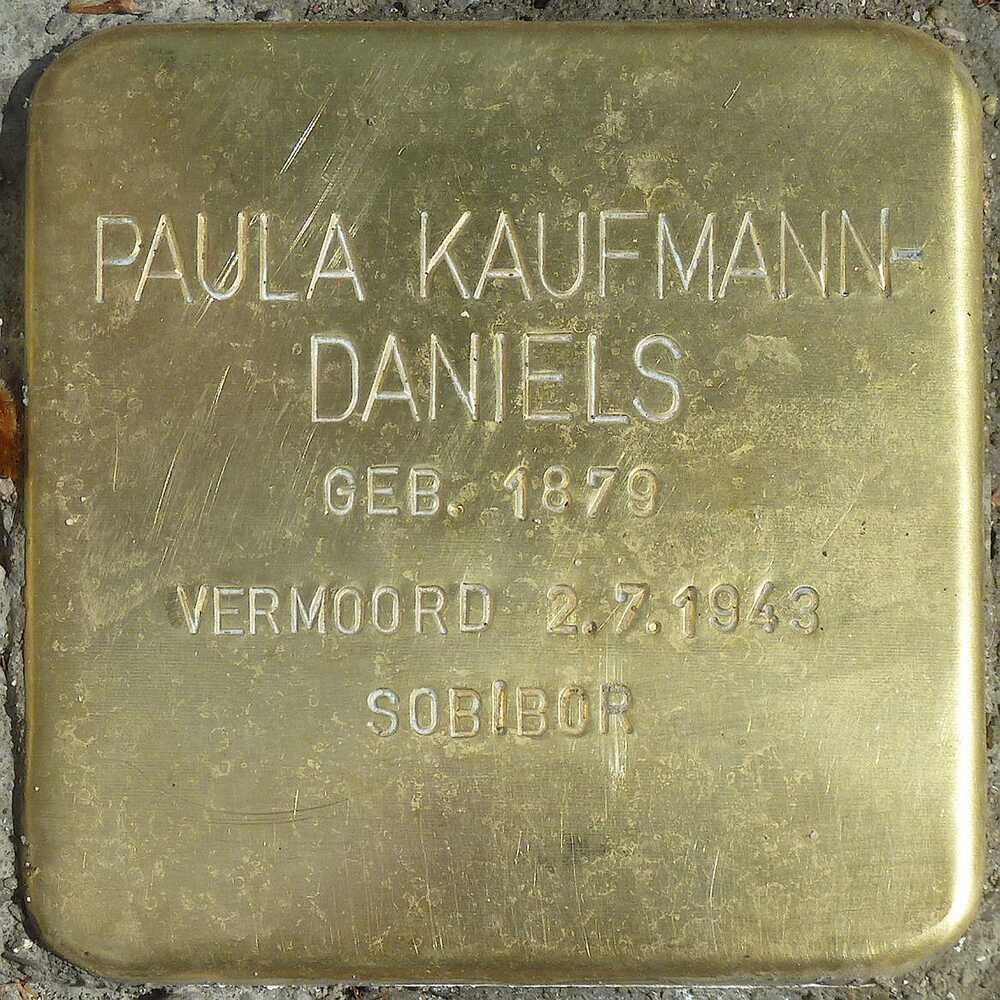 PAULA KAUFMANN-
DANIELS
GEB. 1879
VERMOORD 2.7.1943
SOBIBOR